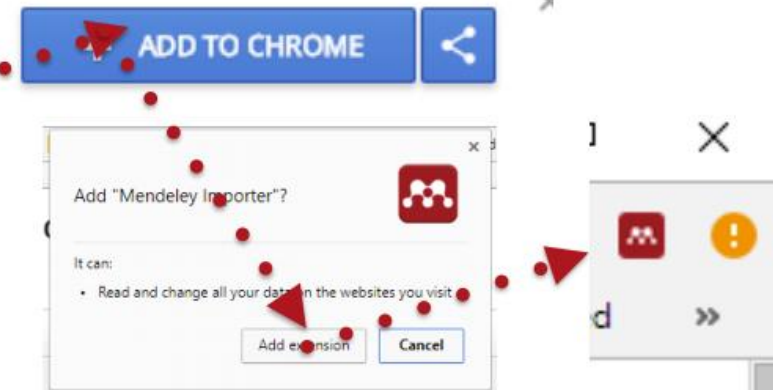 ADD TO CHROME
Add "Mendeley Importer"?
It can:
• Read and change all your data on the websites you visit
Add extension
Cancel